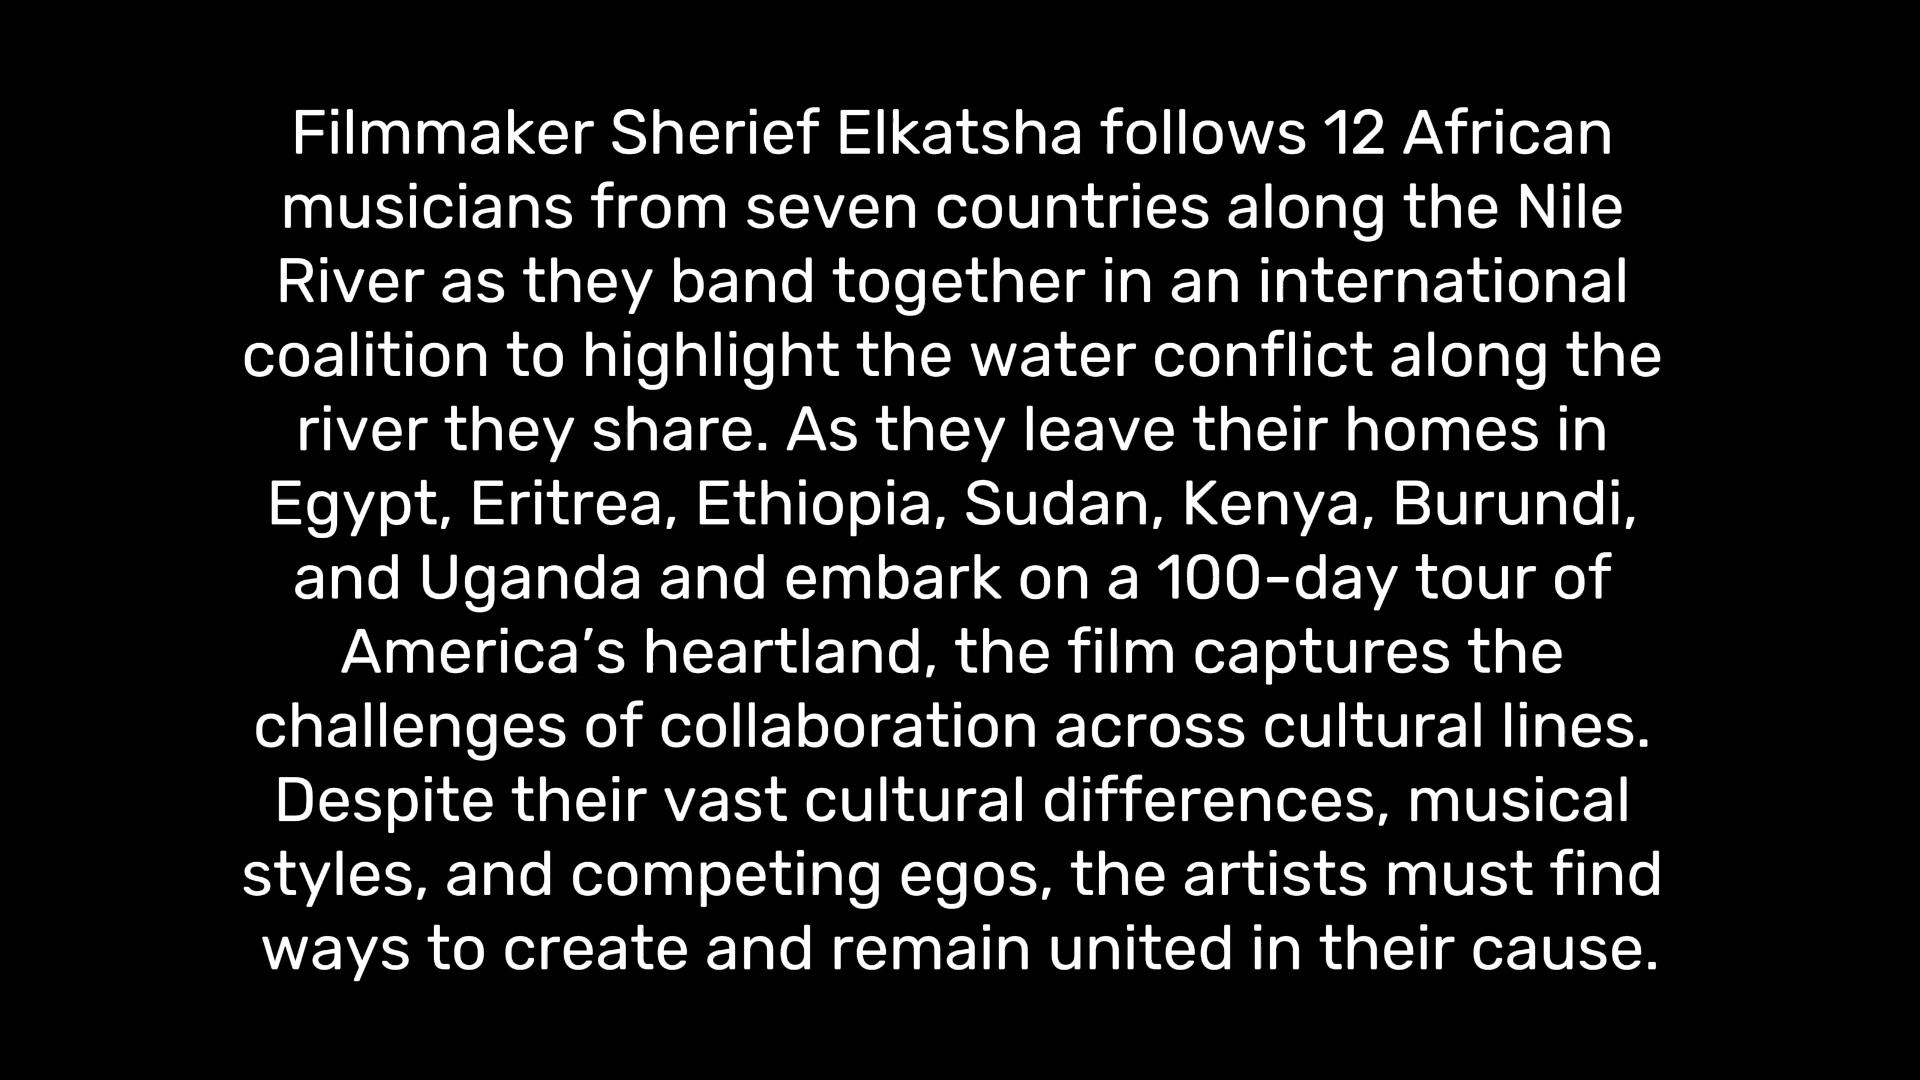 Filmmaker Sherief Elkatsha follows 12 African
musicians from seven countries along the Nile
River as they band together in an international
coalition to highlight the water conflict along the
river they share. As they leave their homes in
Egypt, Eritrea, Ethiopia, Sudan, Kenya, Burundi,
and Uganda and embark on a 100-day tour of
America’s heartland, the film captures the
challenges of collaboration across cultural lines.
Despite their vast cultural differences, musical
styles, and competing egos, the artists must find
ways to create and remain united in their cause.